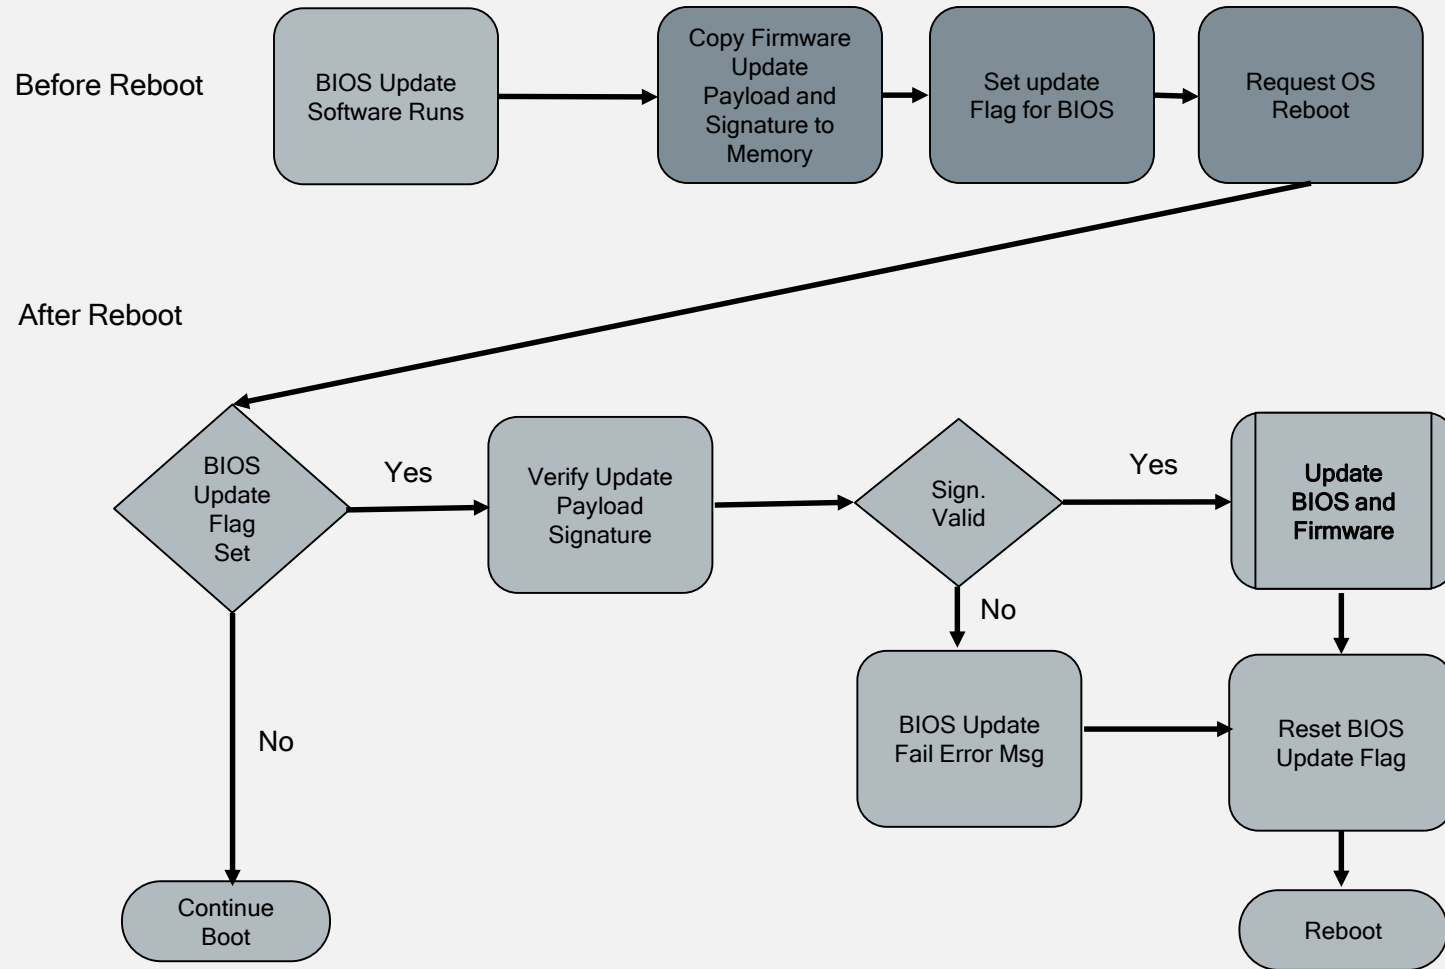 Before Reboot
BIOS Update
Software Runs
Copy Firmware
Update
Payload and
Signature to
Memory
Set update
Flag for BIOS
Request OS
Reboot
After Reboot
BIOS
Update
Flag
Set
Yes
Verify Update
Payload
Signature
Sign.
Valid
Yes
Update
BIOS and
Firmware
No
No
BIOS Update
Fail Error Msg
Reset BIOS
Update Flag
Continue
Boot
Reboot